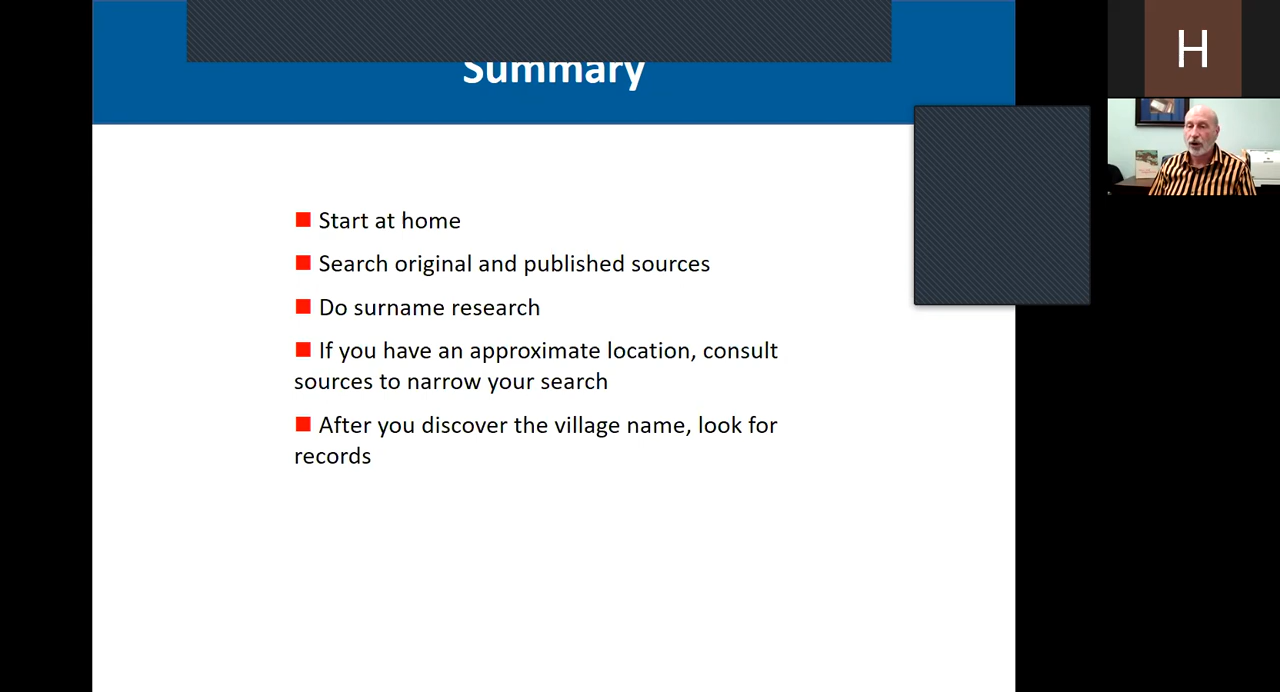 Summary
H
Start at home
Search original and published sources
Do surname research
If you have an approximate location, consult
sources to narrow your search
After you discover the village name, look for
records